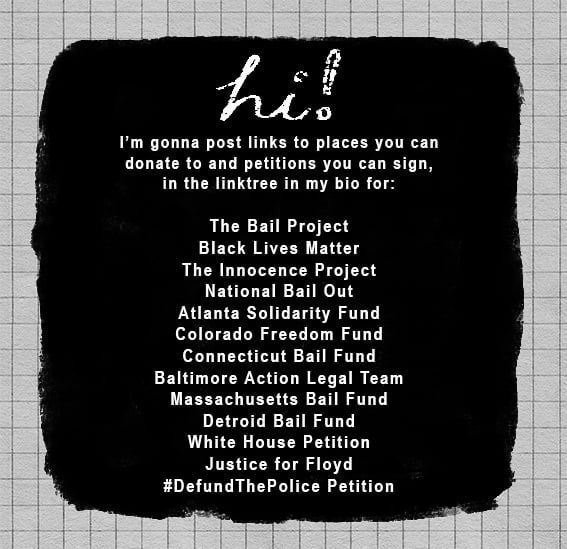 hi!
I'm gonna post links to places you can
donate to and petitions you can sign,
in the linktree in my bio for:
The Bail Project
Black Lives Matter
The Innocence Project
National Bail Out
Atlanta Solidarity Fund
Colorado Freedom Fund
Connecticut Bail Fund
Baltimore Action Legal Team
Massachusetts Bail Fund
Detroid Bail Fund
White House Petition
Justice for Floyd
#DefundThePolice Petition